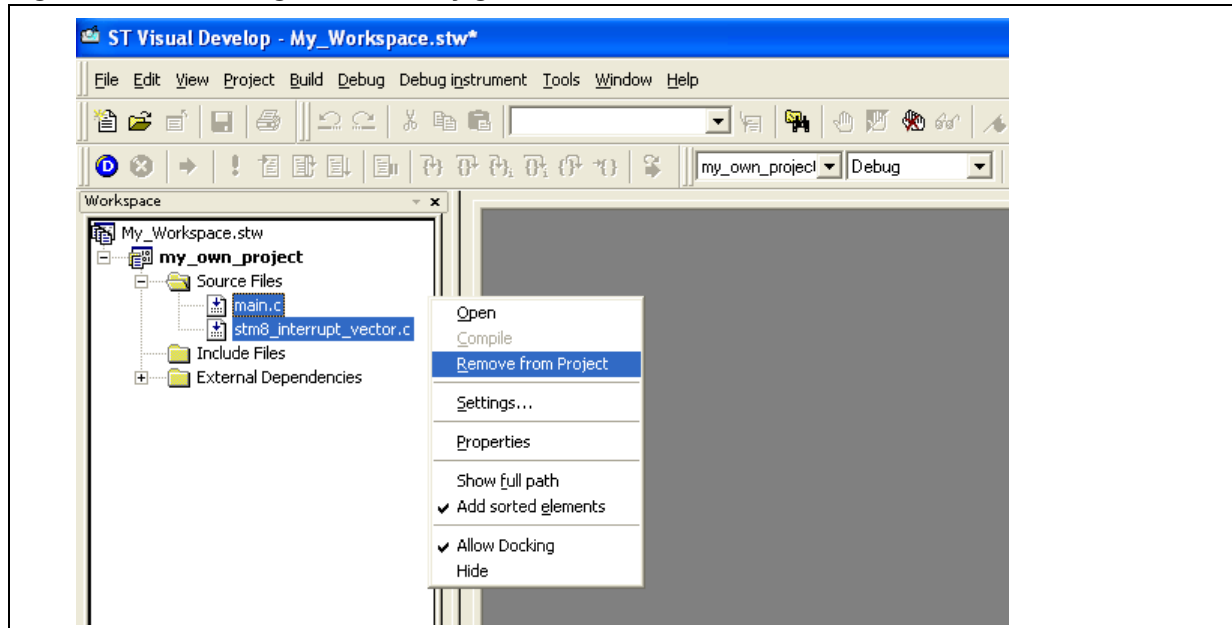 ST Visual Develop - My_Workspace.stw*
File Edit View Project Build Debug Debug instrument Tools Window Help
my_own_project Debug
Workspace
My_Workspace.stw
my_own_project
Source Files
main.c
stm8_interrupt_vector.c
Include Files
External Dependencies
Open
Compile
Remove from Project
Settings...
Properties
Show full path
Add sorted elements
Allow Docking
Hide